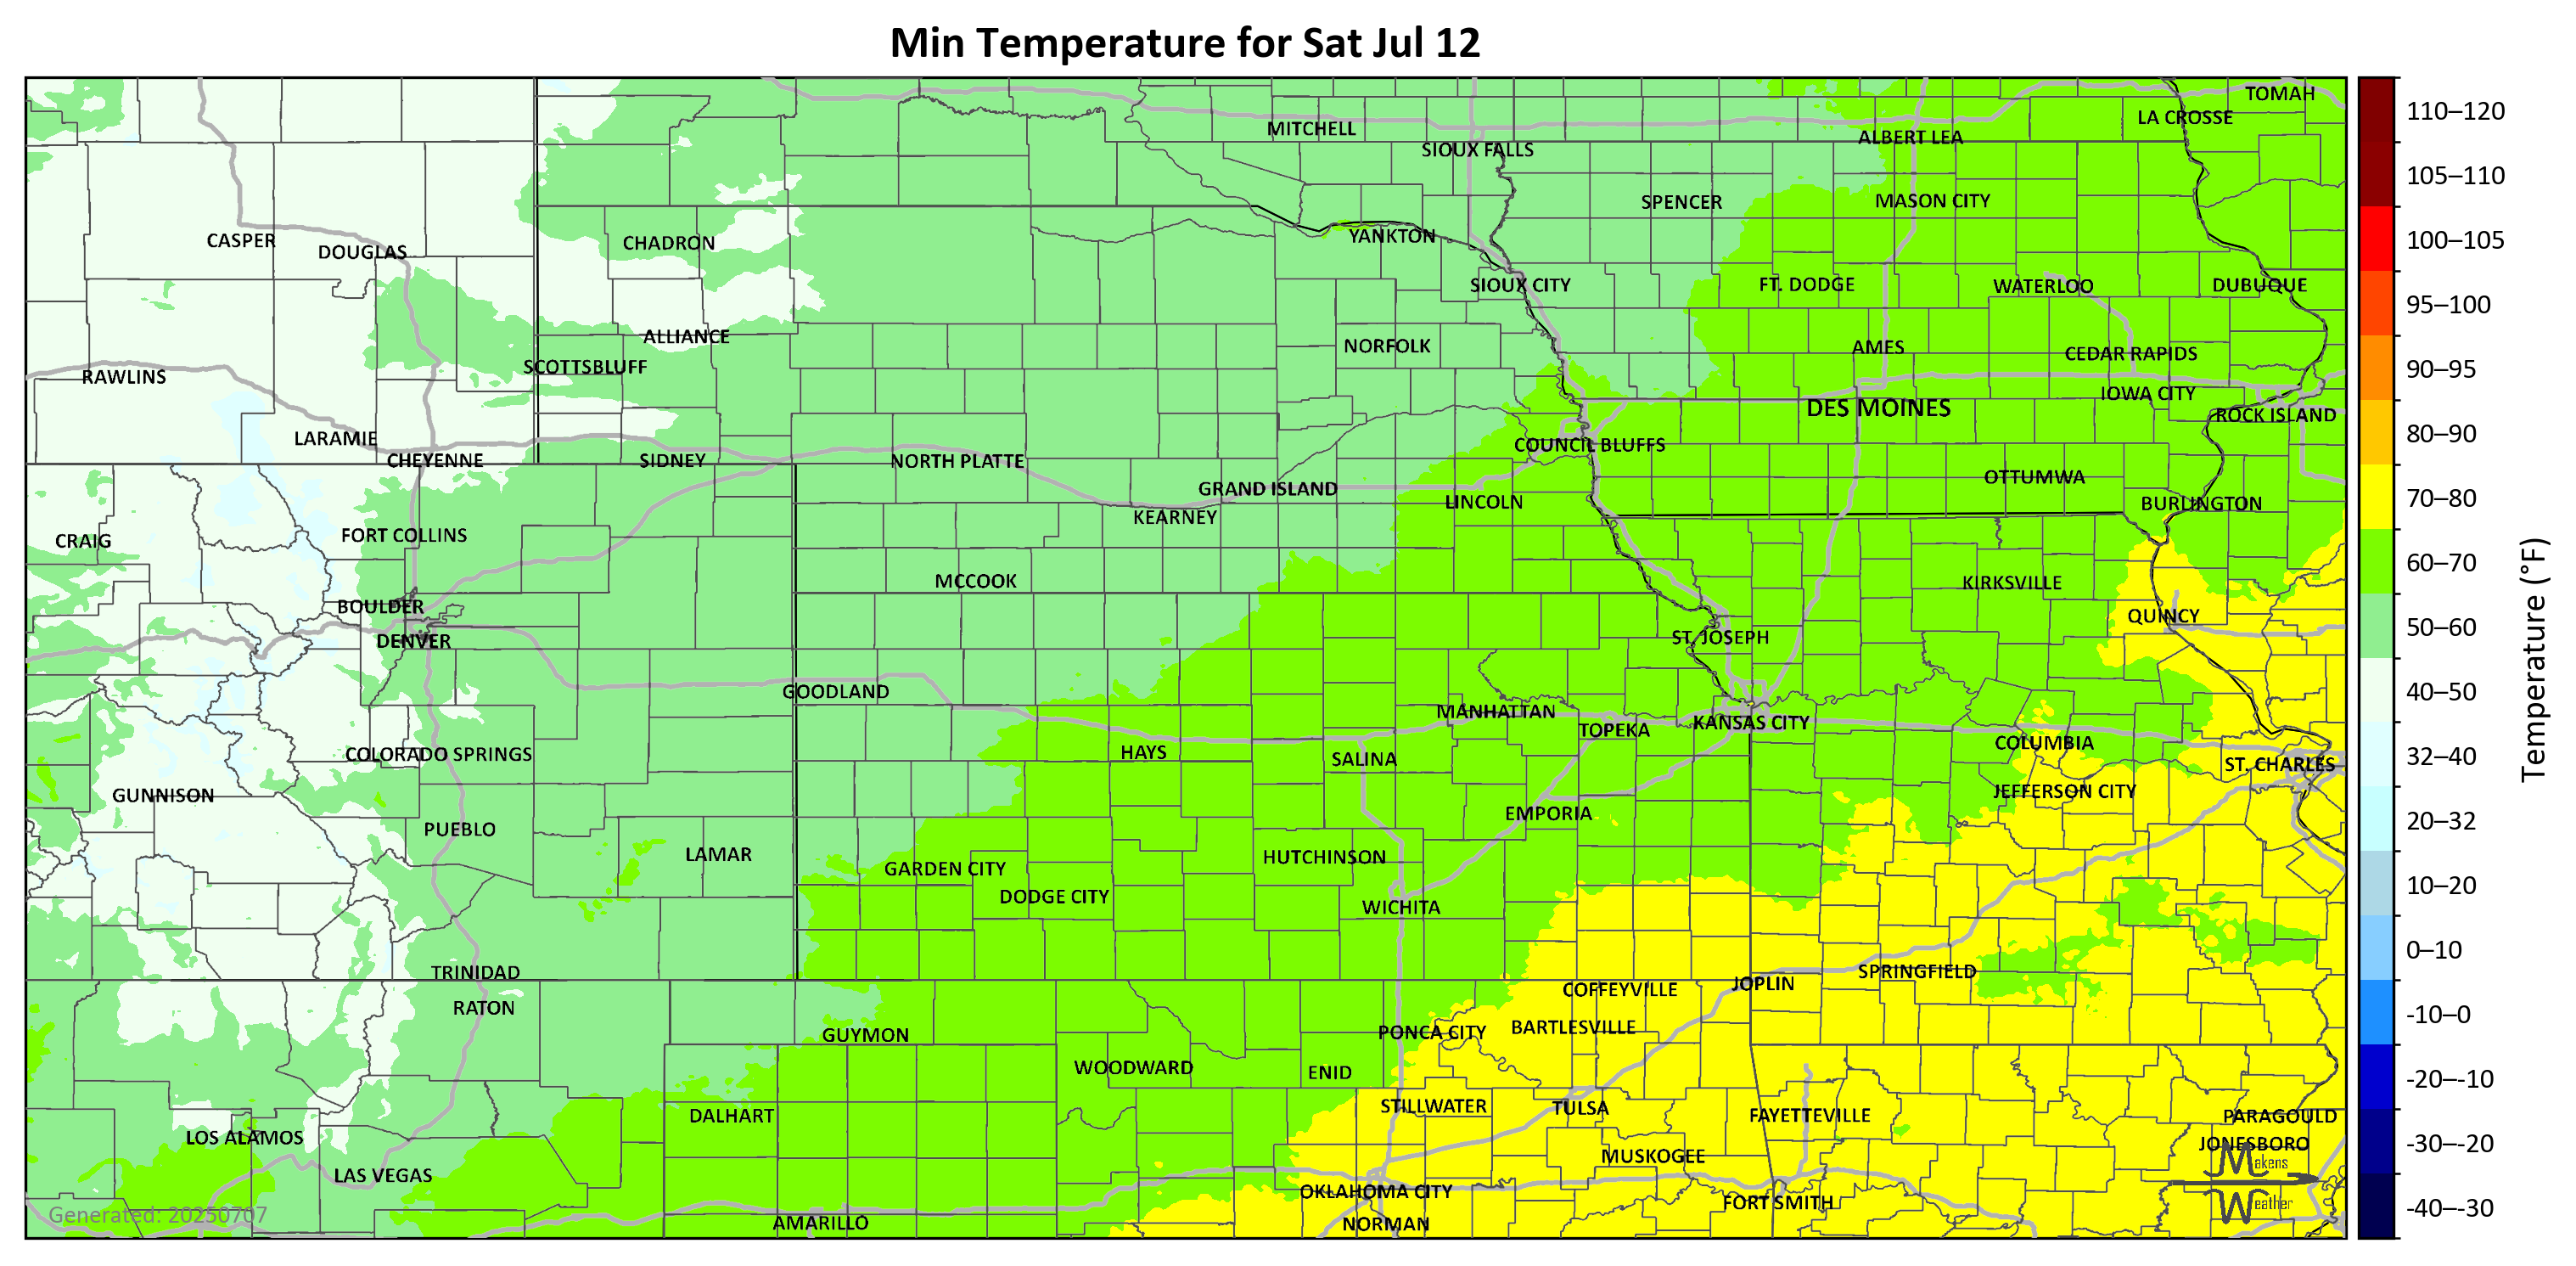 Min Temperature for Sat Jul 12
TOMAH
LA CROSSE
MITCHELL
ALBERT LEA
SIOUX FALLS
SPENCER
MASON CITY
CASPER
DOUGLAS
CHADRON
YANKTON
SIOUX CITY
FT. DODGE
WATERLOO
DUBUQUE
ALLIANCE
NORFOLK
AMES
CEDAR RAPIDS
SCOTTSBLUFF
RAWLINS
IOWA CITY
DES MOINES
ROCK ISLAND
LARAMIE
COUNCIL BLUFFS
CHEYENNE
SIDNEY
NORTH PLATTE
OTTUMWA
GRAND ISLAND
LINCOLN
BURLINGTON
KEARNEY
FORT COLLINS
CRAIG
MCCOOK
KIRKSVILLE
BOULDER
QUINCY
DENVER
ST. JOSEPH
GOODLAND
MANHATTAN
KANSAS CITY
TOPEKA
COLUMBIA
COLORADO SPRINGS
HAYS
SALINA
ST. CHARLES
GUNNISON
JEFFERSON CITY
EMPORIA
PUEBLO
LAMAR
HUTCHINSON
GARDEN CITY
DODGE CITY
WICHITA
TRINIDAD
SPRINGFIELD
JOPLIN
COFFEYVILLE
RATON
BARTLESVILLE
PONCA CITY
GUYMON
WOODWARD
ENID
STILLWATER
TULSA
DALHART
FAYETTEVILLE
PARAGOULD
LOS ALAMOS
JONESBORO
MUSKOGEE
LAS VEGAS
OKLAHOMA CITY
FORT SMITH
AMARILLO
NORMAN
Makens
Weather
Generated: 20250707
110–120
105–110
100–105
95–100
90–95
80–90
70–80
60–70
50–60
40–50
32–40
20–32
10–20
0–10
-10–0
-20–-10
-30–-20
-40–-30
Temperature (°F)